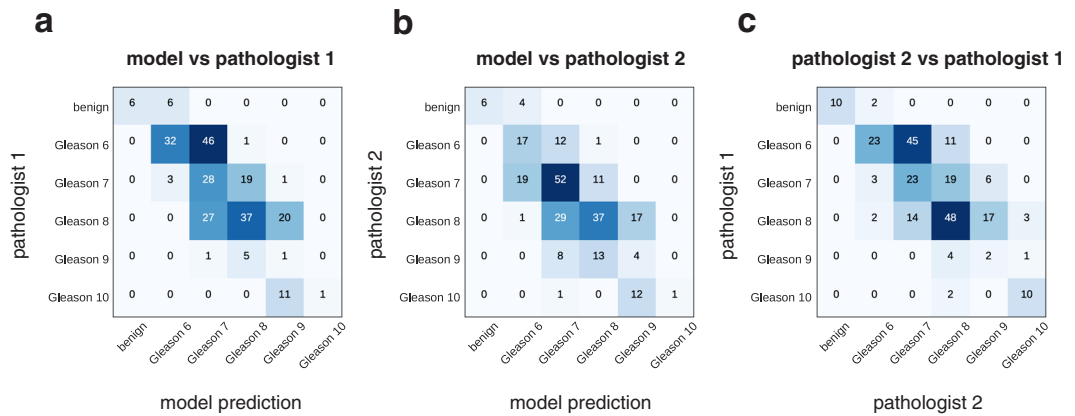 a
model vs pathologist 1
pathologist 1
benign 6 6 0 0 0 0
Gleason 6 0 32 46 1 0 0
Gleason 7 0 3 28 19 1 0
Gleason 8 0 0 27 37 20 0
Gleason 9 0 0 1 5 1 0
Gleason 10 0 0 0 0 11 1
benign Gleason 6 Gleason 7 Gleason 8 Gleason 9 Gleason 10
model prediction
b
model vs pathologist 2
pathologist 2
benign 6 4 0 0 0 0
Gleason 6 0 17 12 1 0 0
Gleason 7 0 19 52 11 0 0
Gleason 8 0 1 29 37 17 0
Gleason 9 0 0 8 13 4 0
Gleason 10 0 0 1 0 12 1
benign Gleason 6 Gleason 7 Gleason 8 Gleason 9 Gleason 10
model prediction
c
pathologist 2 vs pathologist 1
pathologist 1
benign 10 2 0 0 0 0
Gleason 6 0 23 45 11 0 0
Gleason 7 0 3 23 19 6 0
Gleason 8 0 2 14 48 17 3
Gleason 9 0 0 0 4 2 1
Gleason 10 0 0 0 2 0 10
benign Gleason 6 Gleason 7 Gleason 8 Gleason 9 Gleason 10
pathologist 2